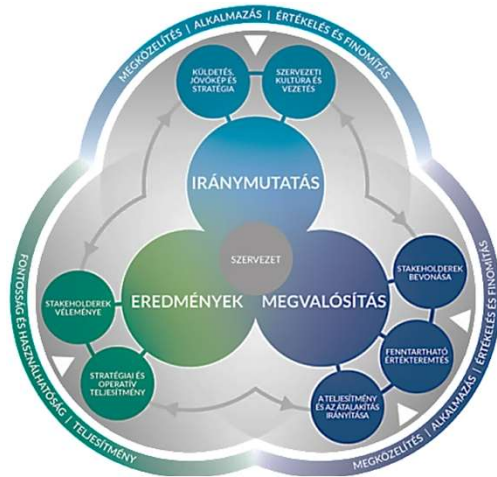 MEGKÖZELÍTÉS | ALKALMAZÁS | ÉRTÉKELÉS ÉS FINOMÍTÁS
KÜLDETÉS,
JÖVŐKÉP ÉS
STRATÉGIA
SZERVEZETI
KULTÚRA ÉS
VEZETÉS
IRÁNYMUTATÁS
SZERVEZET
EREDMÉNYEK
MEGVALÓSÍTÁS
STAKEHOLDEREK
VÉLEMÉNYE
STRATÉGIAI ÉS
OPERATÍV
TELJESÍTMÉNY
STAKEHOLDEREK
BEVONÁSA
FENNTARTHATÓ
ÉRTÉKTEREMTÉS
A TELJESÍTMÉNY
ÉS AZ ÁTALAKÍTÁS
IRÁNYÍTÁSA
FONTOSSÁG ÉS HASZNÁLHATÓSÁG | TELJESÍTMÉNY
MEGKÖZELÍTÉS | ALKALMAZÁS | ÉRTÉKELÉS ÉS FINOMÍTÁS